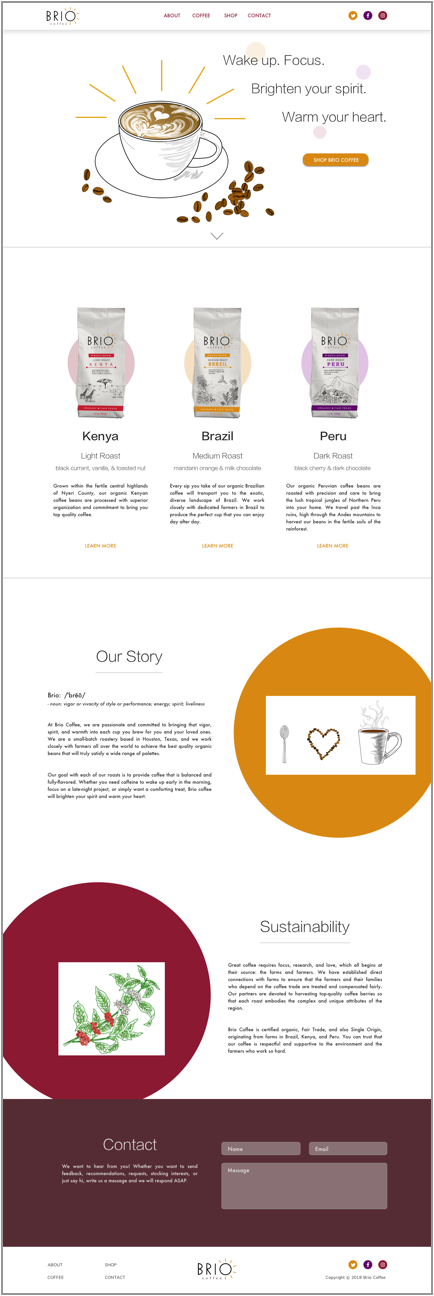 BRIO
coffee
ABOUT COFFEE SHOP CONTACT
Wake up. Focus.
Brighten your spirit.
Warm your heart.
SHOP BRIO COFFEE
BRIO
coffee
KENYA
BRIO
coffee
BRAZIL
BRIO
coffee
PERU
Kenya
Light Roast
black currant, vanilla, & toasted nut
Grown within the fertile central highlands
of Nyeri County, our organic Kenyan
coffee beans are processed with superior
organization and commitment to bring you
top quality coffee.
LEARN MORE
Brazil
Medium Roast
mandarin orange & milk chocolate
Every sip you take of our organic Brazilian
coffee will transport you to the exotic,
diverse landscape of Brazil. We work
closely with dedicated farmers in Brazil to
produce the perfect cup that you can enjoy
day after day.
LEARN MORE
Peru
Dark Roast
black cherry & dark chocolate
Our organic Peruvian coffee beans are
roasted with precision and care to bring
the lush tropical jungles of Northern Peru
into your home. We travel past the Inca
ruins, high through the Andes mountains to
harvest our beans in the fertile soils of the
rainforest.
LEARN MORE
Our Story
Brio: /'brēō/
- noun: vigor or vivacity of style or performance; energy; spirit; liveliness
At Brio Coffee, we are passionate and committed to bringing that vigor,
spirit, and warmth into each cup you brew for you and your loved ones.
We are a small-batch roastery based in Houston, Texas, and we work
closely with farmers all over the world to achieve the best quality organic
beans that will truly satisfy a wide range of palettes.
Our goal with each of our roasts is to provide coffee that is balanced and
fully-flavored. Whether you need caffeine to wake up early in the morning,
focus on a late-night project, or simply want a comforting treat, Brio coffee
will brighten your spirit and warm your heart.
Sustainability
Great coffee requires focus, research, and love, which all begins at
their source: the farms and farmers. We have established direct
connections with farms to ensure that the farmers and their families
who depend on the coffee trade are treated and compensated fairly.
Our partners are devoted to harvesting top-quality coffee berries so
that each roast embodies the complex and unique attributes of the
region.
Brio Coffee is certified organic, Fair Trade, and also Single Origin,
originating from farms in Brazil, Kenya, and Peru. You can trust that
our coffee is respectful and supportive to the environment and the
farmers who work so hard.
Contact
We want to hear from you! Whether you want to send
feedback, recommendations, requests, stocking interests, or
just say hi, write us a message and we will respond ASAP.
Name
Email
Message
ABOUT SHOP
COFFEE CONTACT
BRIO
coffee
Copyright © 2018 Brio Coffee